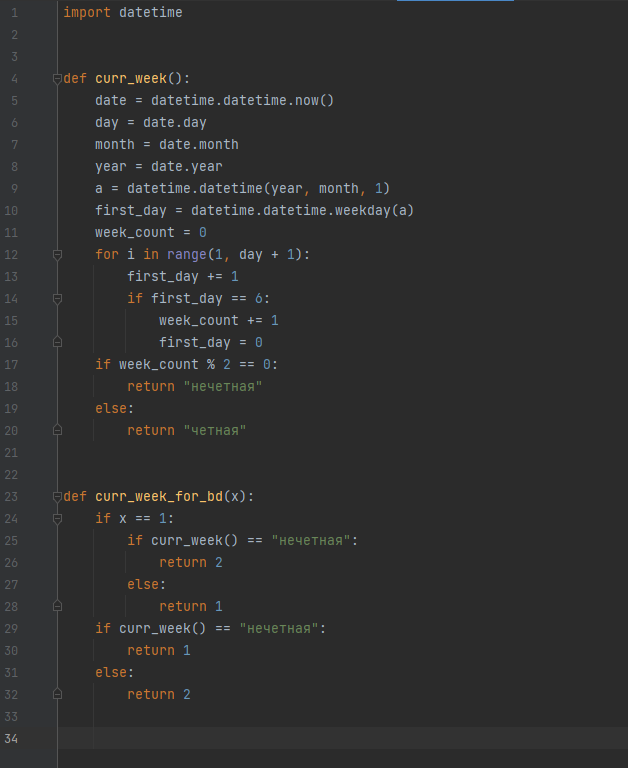 1 import datetime
2
3
4 def curr_week():
5     date = datetime.datetime.now()
6     day = date.day
7     month = date.month
8     year = date.year
9     a = datetime.datetime(year, month, 1)
10     first_day = datetime.datetime.weekday(a)
11     week_count = 0
12     for i in range(1, day + 1):
13         first_day += 1
14         if first_day == 6:
15             week_count += 1
16             first_day = 0
17     if week_count % 2 == 0:
18         return "нечетная"
19     else:
20         return "четная"
21
22
23 def curr_week_for_bd(x):
24     if x == 1:
25         if curr_week() == "нечетная":
26             return 2
27         else:
28             return 1
29     if curr_week() == "нечетная":
30         return 1
31     else:
32         return 2
33
34